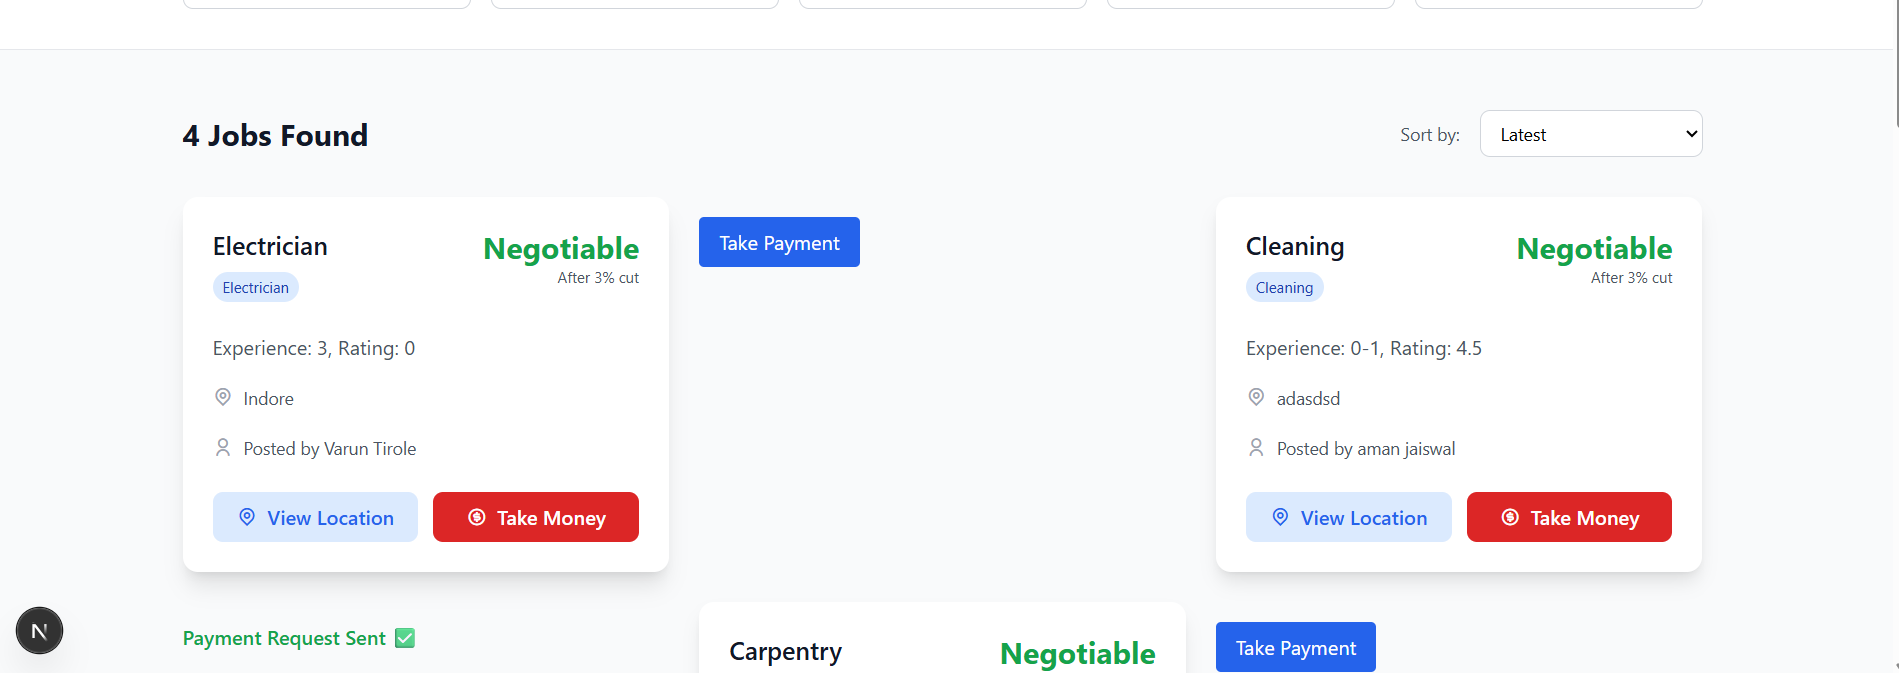 4 Jobs Found
Sort by:
Latest
Electrician
Negotiable
After 3% cut
Electrician
Experience: 3, Rating: 0
Indore
Posted by Varun Tirole
View Location
Take Money
Take Payment
Cleaning
Negotiable
After 3% cut
Cleaning
Experience: 0-1, Rating: 4.5
adasdsd
Posted by aman jaiswal
View Location
Take Money
Payment Request Sent ✅
Carpentry
Negotiable
Take Payment
N